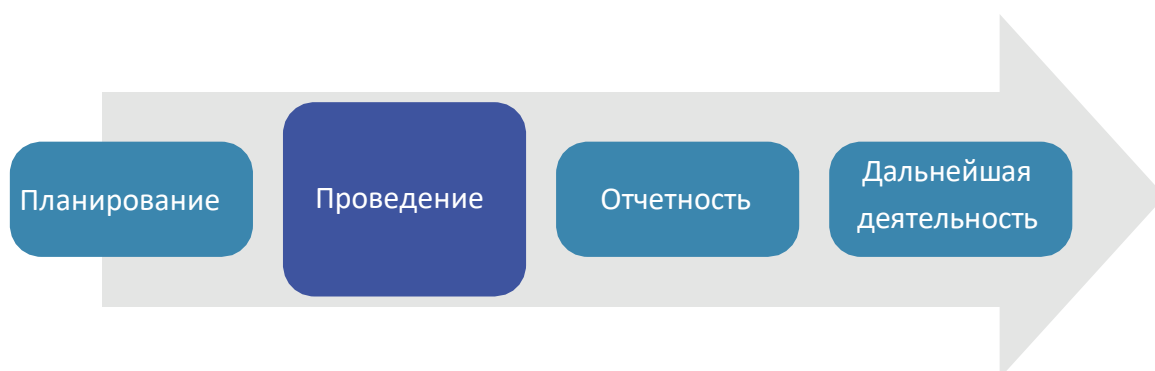 Планирование
Проведение
Отчетность
Дальнейшая
деятельность